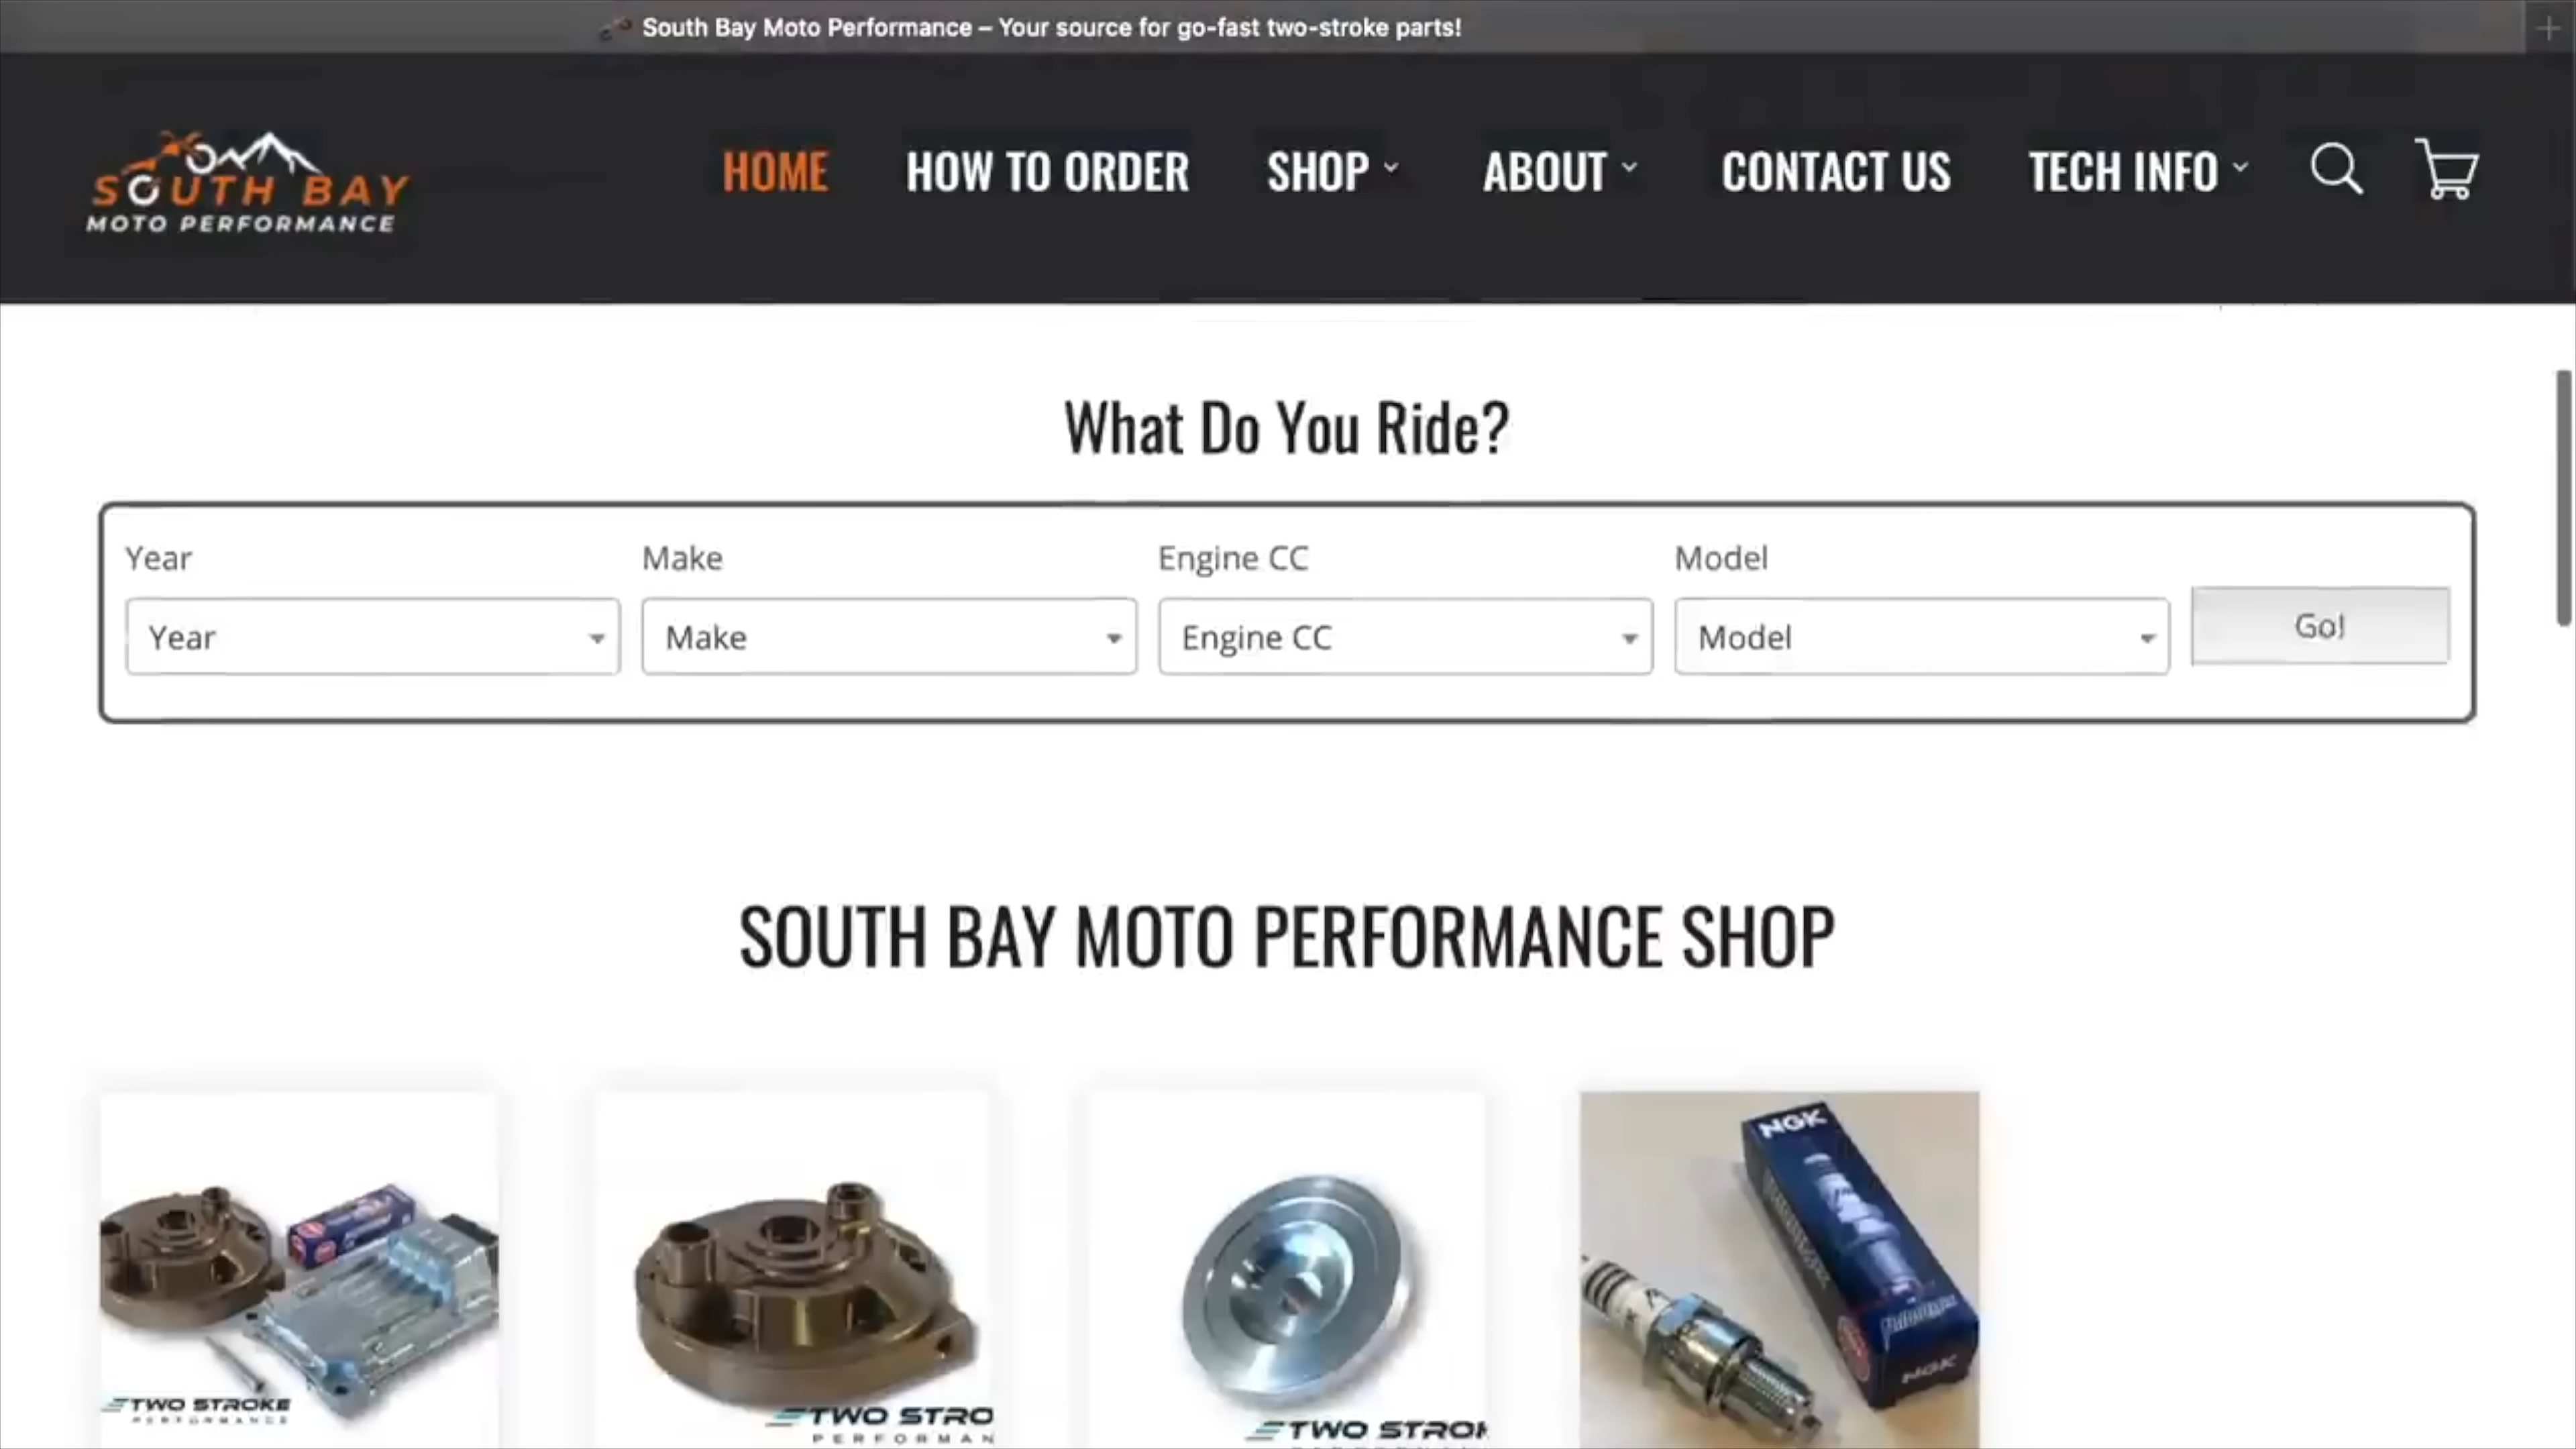 South Bay Moto Performance – Your source for go-fast two-stroke parts!
SOUTH BAY
MOTO PERFORMANCE
HOME
HOW TO ORDER
SHOP
ABOUT
CONTACT US
TECH INFO
What Do You Ride?
Year
Make
Engine CC
Model
Year
Make
Engine CC
Model
Go!
SOUTH BAY MOTO PERFORMANCE SHOP
TWO STROKE
PERFORMANCE
TWO STRO
PERFORMAN
TWO STROK
NGK
NGK